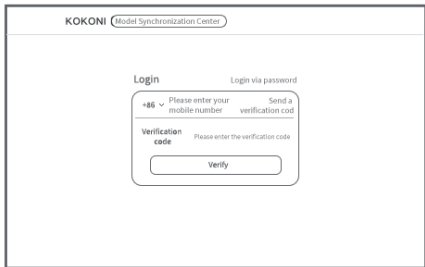 KOKONI Model Synchronization Center
Login Login via password
+86 Please enter your mobile number Send a verification cod
Verification code Please enter the verification code
Verify